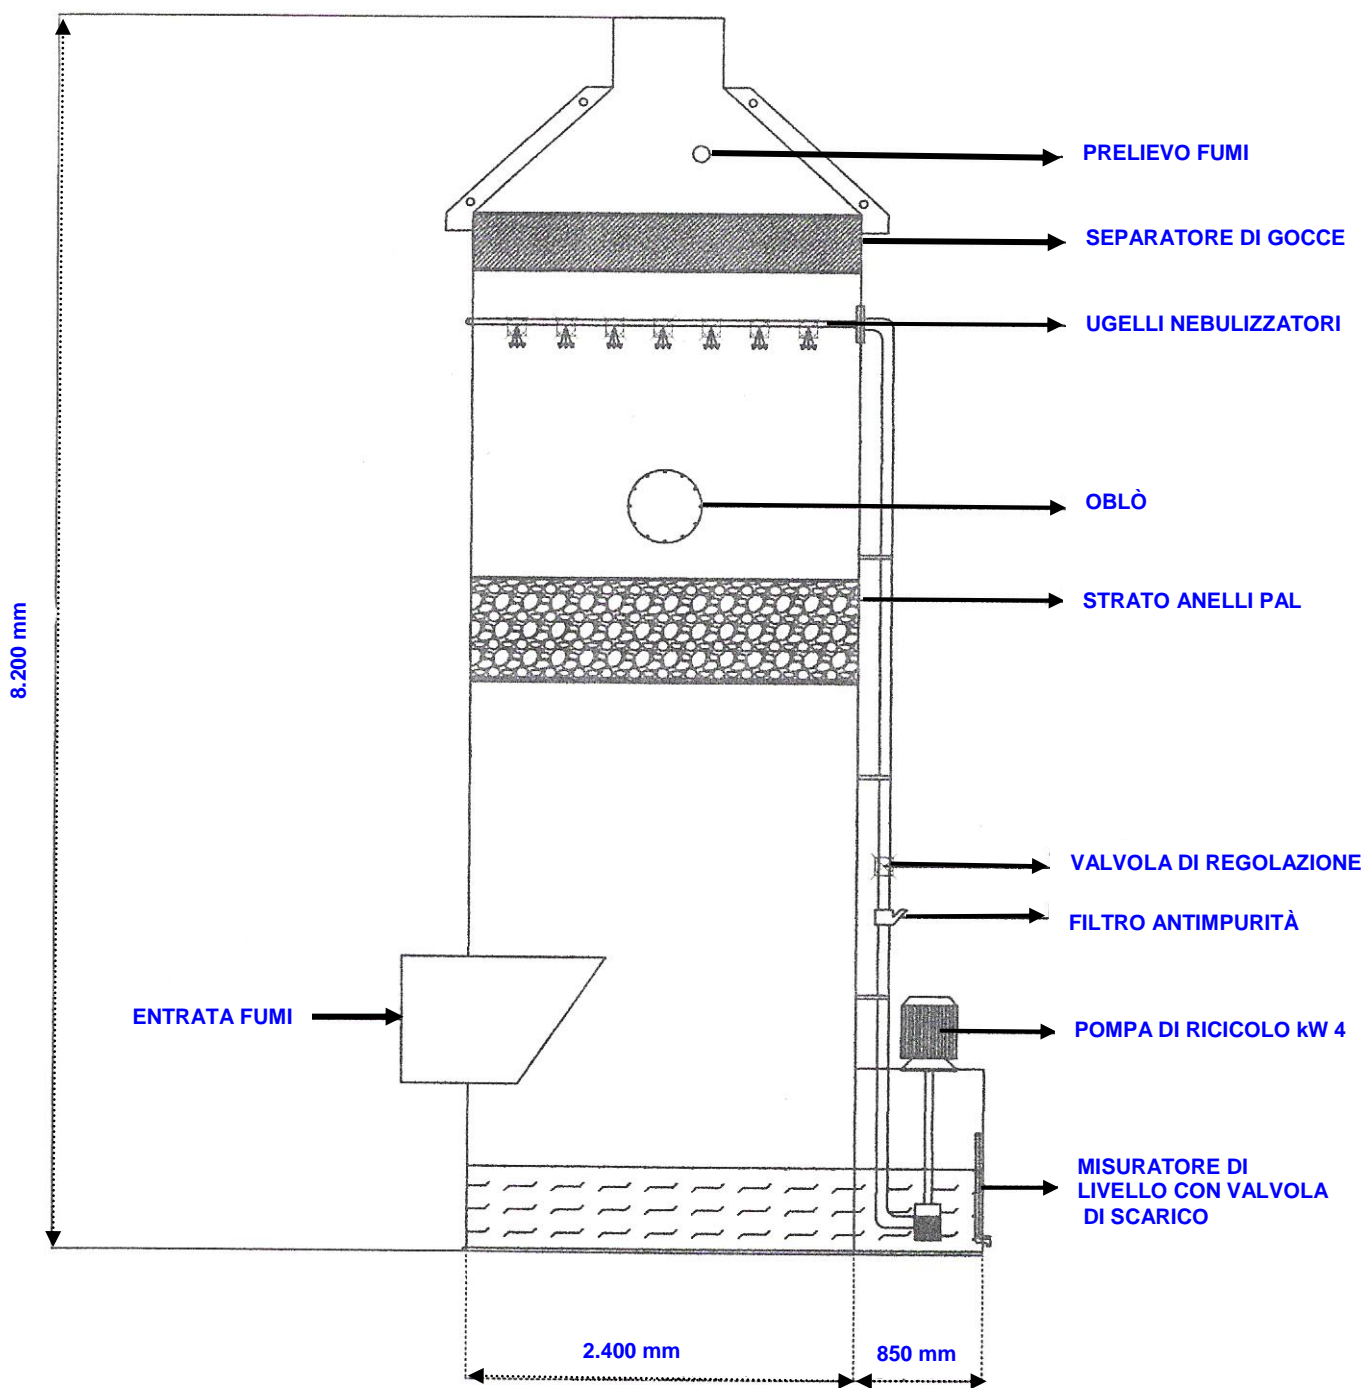 PRELIEVO FUMI
SEPARATORE DI GOCCE
UGELLI NEBULIZZATORI
OBLÒ
STRATO ANELLI PAL
8.200 mm
VALVOLA DI REGOLAZIONE
FILTRO ANTIMPURITÀ
ENTRATA FUMI
POMPA DI RICICOLO kW 4
MISURATORE DI
LIVELLO CON VALVOLA
DI SCARICO
2.400 mm
850 mm